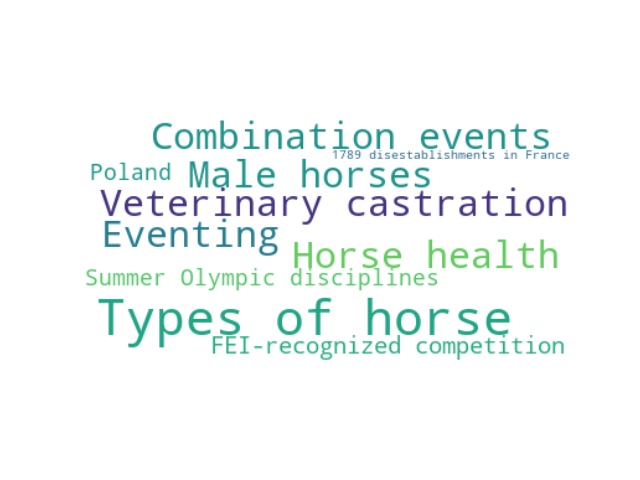 Combination events
1789 disestablishments in France
Poland
Male horses
Veterinary castration
Eventing
Horse health
Summer Olympic disciplines
Types of horse
FEI-recognized competition